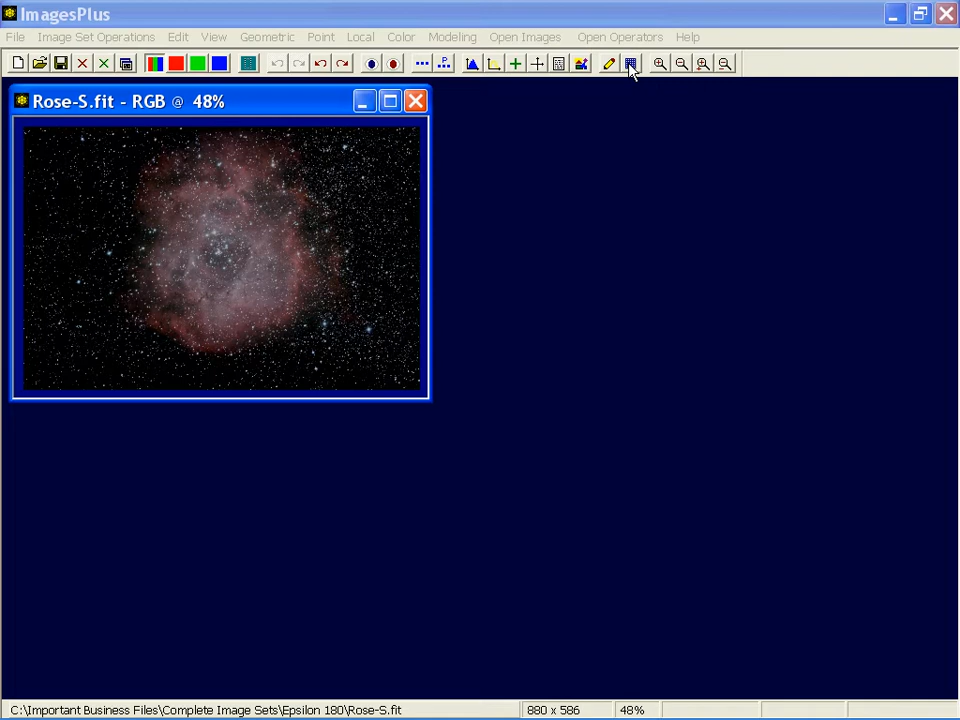 ImagesPlus
File Image Set Operations Edit View Geometric Point Local Color Modeling Open Images Open Operators Help
Rose-S.fit - RGB @ 48%
C:\Important Business Files\Complete Image Sets\Epsilon 180\Rose-S.fit 880 x 586 48%